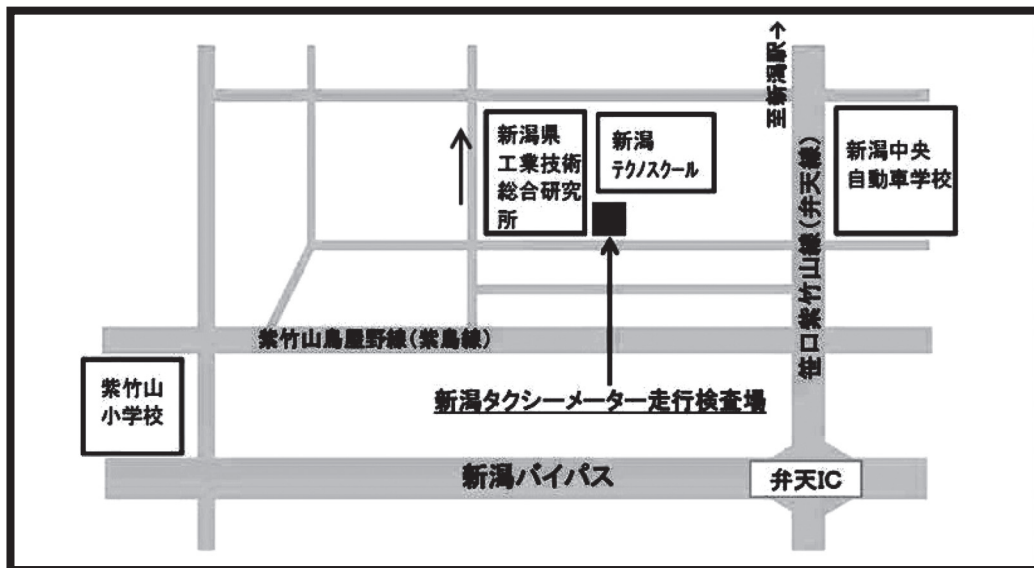 至新潟駅→
新潟県
工業技術
総合研究
所
新潟
テクノスクール
新潟中央
自動車学校
笹口紫竹山線(弁天線)
紫竹山鳥屋野線(紫鳥線)
紫竹山
小学校
新潟タクシーメーター走行検査場
新潟バイパス
弁天IC